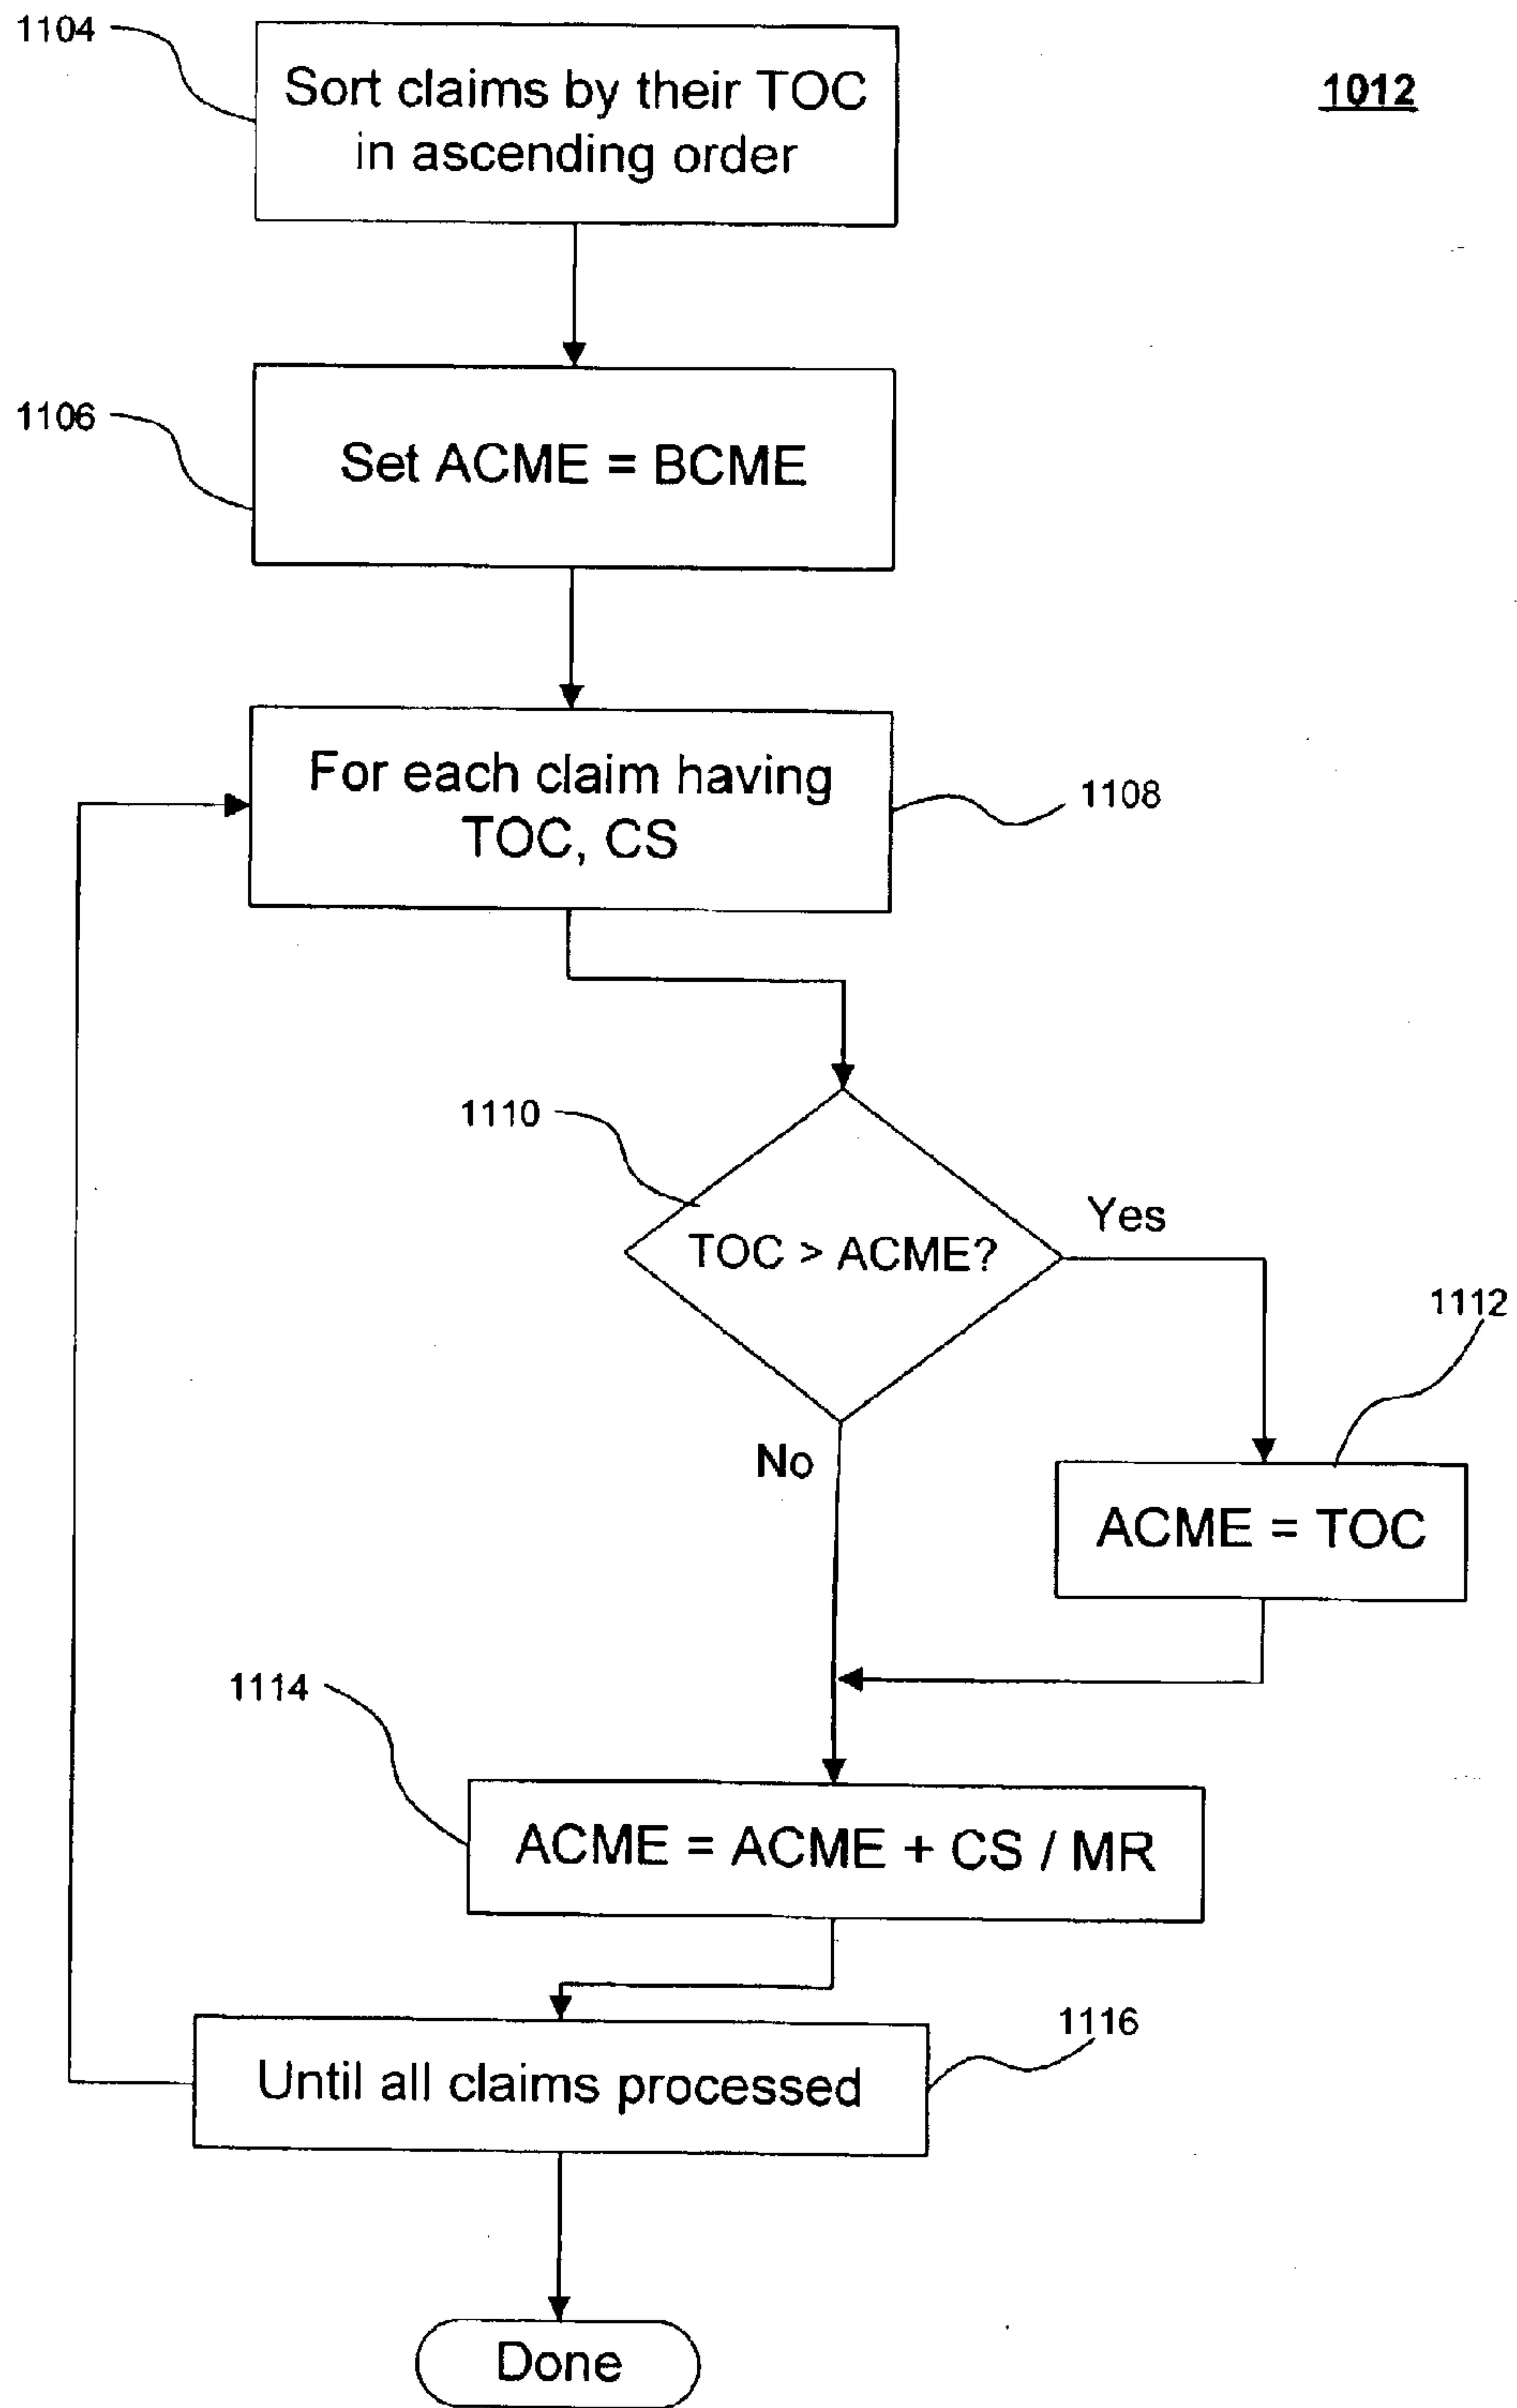 1104
Sort claims by their TOC
in ascending order
1012
1106
Set ACME = BCME
For each claim having
TOC, CS
1108
1110
TOC > ACME?
Yes
1112
No
ACME = TOC
1114
ACME = ACME + CS / MR
1116
Until all claims processed
Done